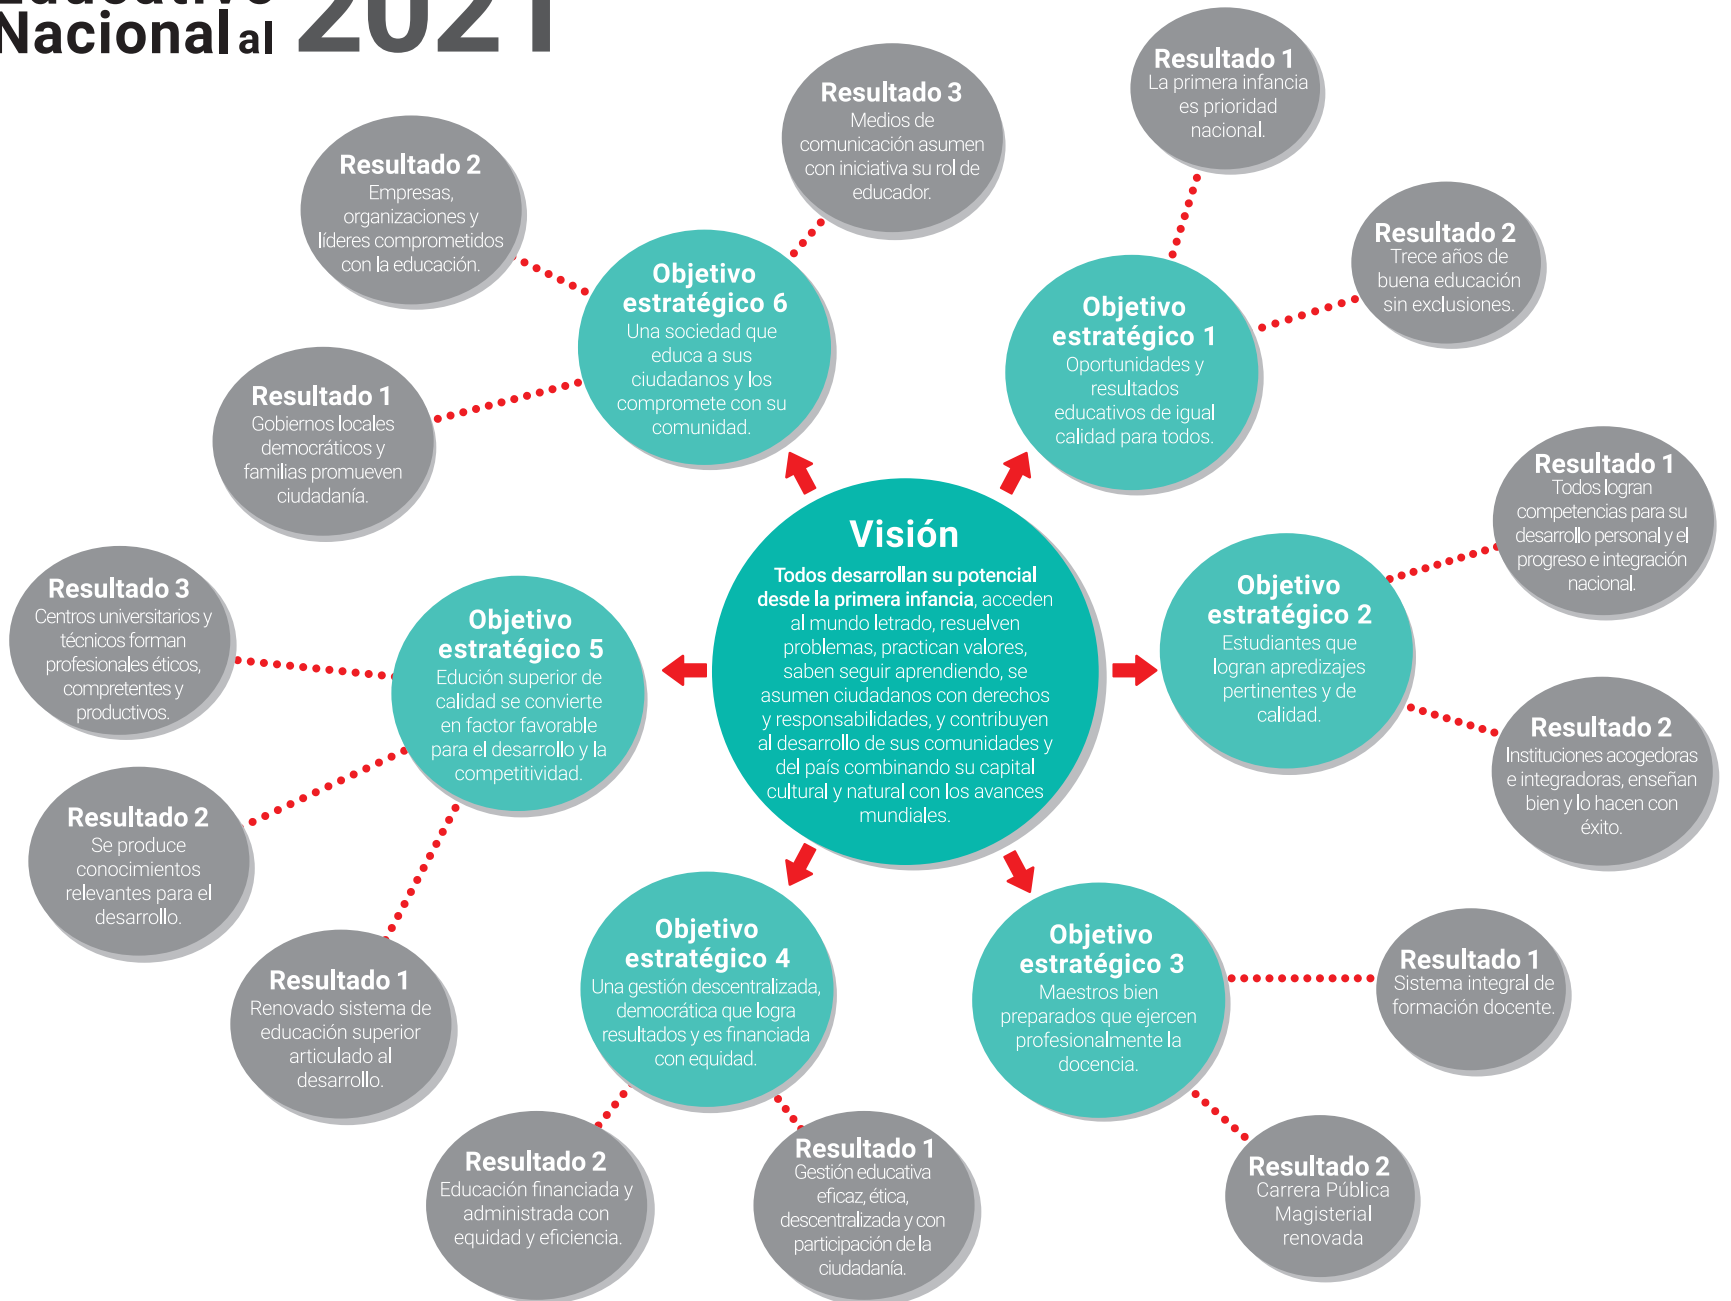 Educativo
Nacional al 2021
Visión
Todos desarrollan su potencial
desde la primera infancia, acceden
al mundo letrado, resuelven
problemas, practican valores,
saben seguir aprendiendo, se
asumen ciudadanos con derechos
y responsabilidades, y contribuyen
al desarrollo de sus comunidades y
del país combinando su capital
cultural y natural con los avances
mundiales.
Objetivo
estratégico 1
Oportunidades y
resultados
educativos de igual
calidad para todos.
Resultado 1
La primera infancia
es prioridad
nacional.
Resultado 2
Trece años de
buena educación
sin exclusiones.
Objetivo
estratégico 2
Estudiantes que
logran apredizajes
pertinentes y de
calidad.
Resultado 1
Todos logran
competencias para su
desarrollo personal y el
progreso e integración
nacional.
Resultado 2
Instituciones acogedoras
e integradoras, enseñan
bien y lo hacen con
éxito.
Objetivo
estratégico 3
Maestros bien
preparados que ejercen
profesionalmente la
docencia.
Resultado 1
Sistema integral de
formación docente.
Resultado 2
Carrera Pública
Magisterial
renovada
Objetivo
estratégico 4
Una gestión descentralizada,
democrática que logra
resultados y es financiada
con equidad.
Resultado 1
Gestión educativa
eficaz, ética,
descentralizada y con
participación de la
ciudadanía.
Resultado 2
Educación financiada y
administrada con
equidad y eficiencia.
Objetivo
estratégico 5
Edución superior de
calidad se convierte
en factor favorable
para el desarrollo y la
competitividad.
Resultado 1
Renovado sistema de
educación superior
articulado al
desarrollo.
Resultado 2
Se produce
conocimientos
relevantes para el
desarrollo.
Resultado 3
Centros universitarios y
técnicos forman
profesionales éticos,
competentes y
productivos.
Objetivo
estratégico 6
Una sociedad que
educa a sus
ciudadanos y los
compromete con su
comunidad.
Resultado 1
Gobiernos locales
democráticos y
familias promueven
ciudadanía.
Resultado 2
Empresas,
organizaciones y
líderes comprometidos
con la educación.
Resultado 3
Medios de
comunicación asumen
con iniciativa su rol de
educador.